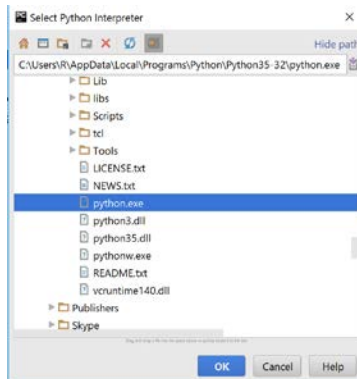 Select Python Interpreter
Hide path
C:\Users\R\AppData\Local\Programs\Python\Python35-32\python.exe
Lib
libs
Scripts
tcl
Tools
LICENSE.txt
NEWS.txt
python.exe
python3.dll
python35.dll
pythonw.exe
README.txt
vcruntime140.dll
Publishers
Skype
OK Cancel Help